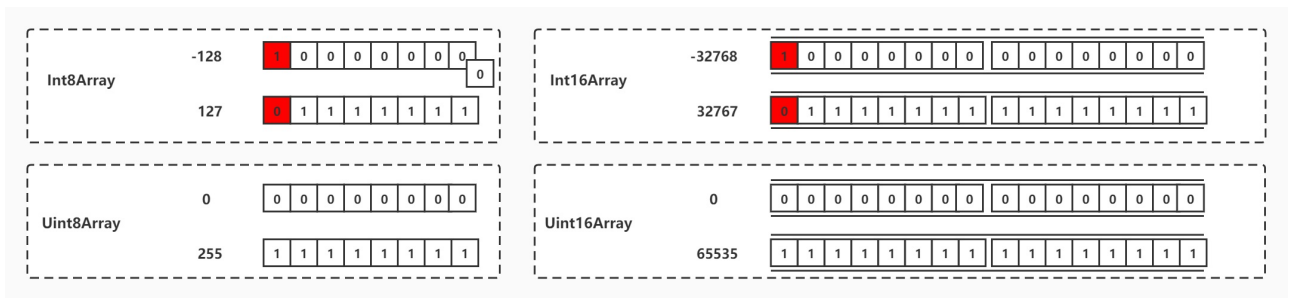 -128 1 0 0 0 0 0 0 0
0
Int8Array
127 0 1 1 1 1 1 1 1
-32768 1 0 0 0 0 0 0 0 0 0 0 0 0 0 0 0
Int16Array
32767 0 1 1 1 1 1 1 1 1 1 1 1 1 1 1 1
0 0 0 0 0 0 0 0 0
Uint8Array
255 1 1 1 1 1 1 1 1
0 0 0 0 0 0 0 0 0 0 0 0 0 0 0 0 0
Uint16Array
65535 1 1 1 1 1 1 1 1 1 1 1 1 1 1 1 1